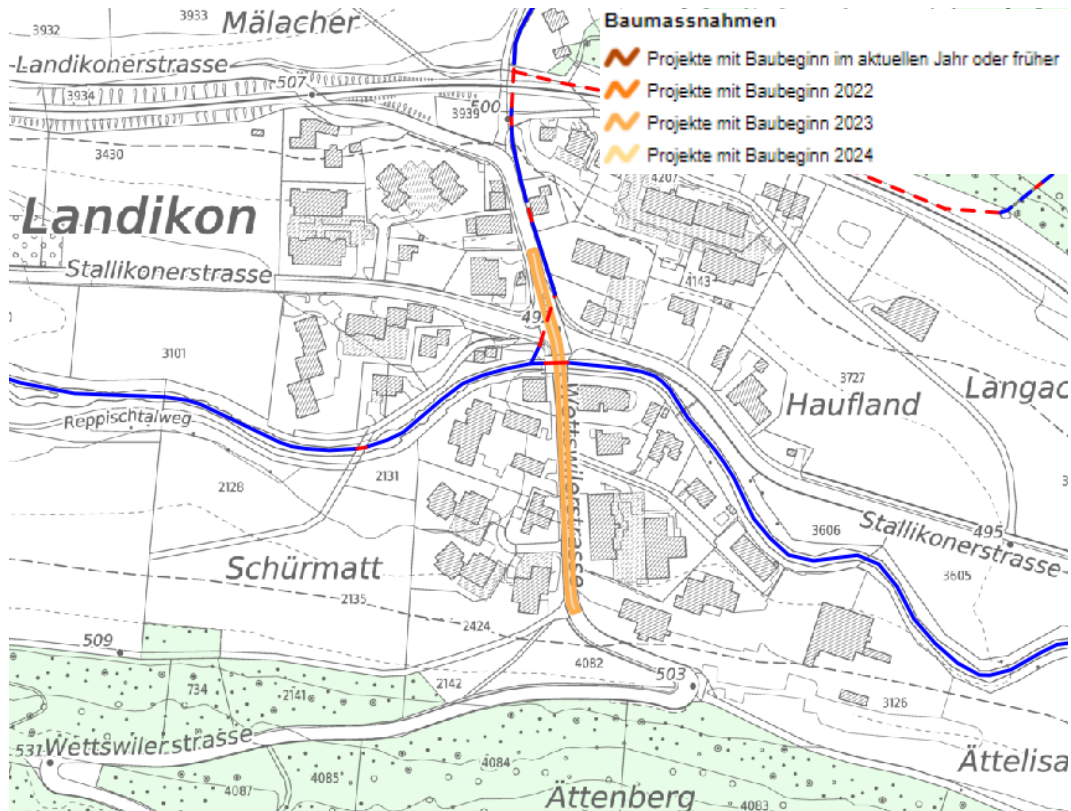 Baumassnahmen
Projekte mit Baubeginn im aktuellen Jahr oder früher
Projekte mit Baubeginn 2022
Projekte mit Baubeginn 2023
Projekte mit Baubeginn 2024
3932
Mälacher
3933
Landikonerstrasse
3934
507
3939
500
3430
4207
Landikon
Stallikonerstrasse
4143
3101
3727
Langac
Haufland
Reppischtalweg
Wettswilerstrasse
2131
2128
3606
Stallikonerstrasse
495
3605
Schürmatt
2135
2424
509
4082
503
734
2141
2142
3126
531
Wettswilerstrasse
4084
Ättelisa
4085
4087
Ättenberg
4083